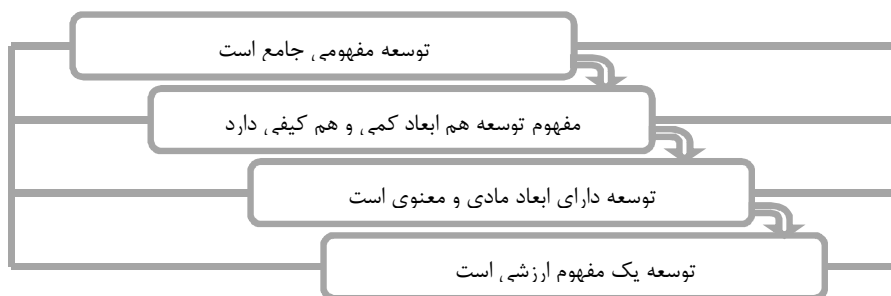 توسعه مفهومی جامع است
مفهوم توسعه هم ابعاد کمی و هم کیفی دارد
توسعه دارای ابعاد مادی و معنوی است
توسعه یک مفهوم ارزشی است